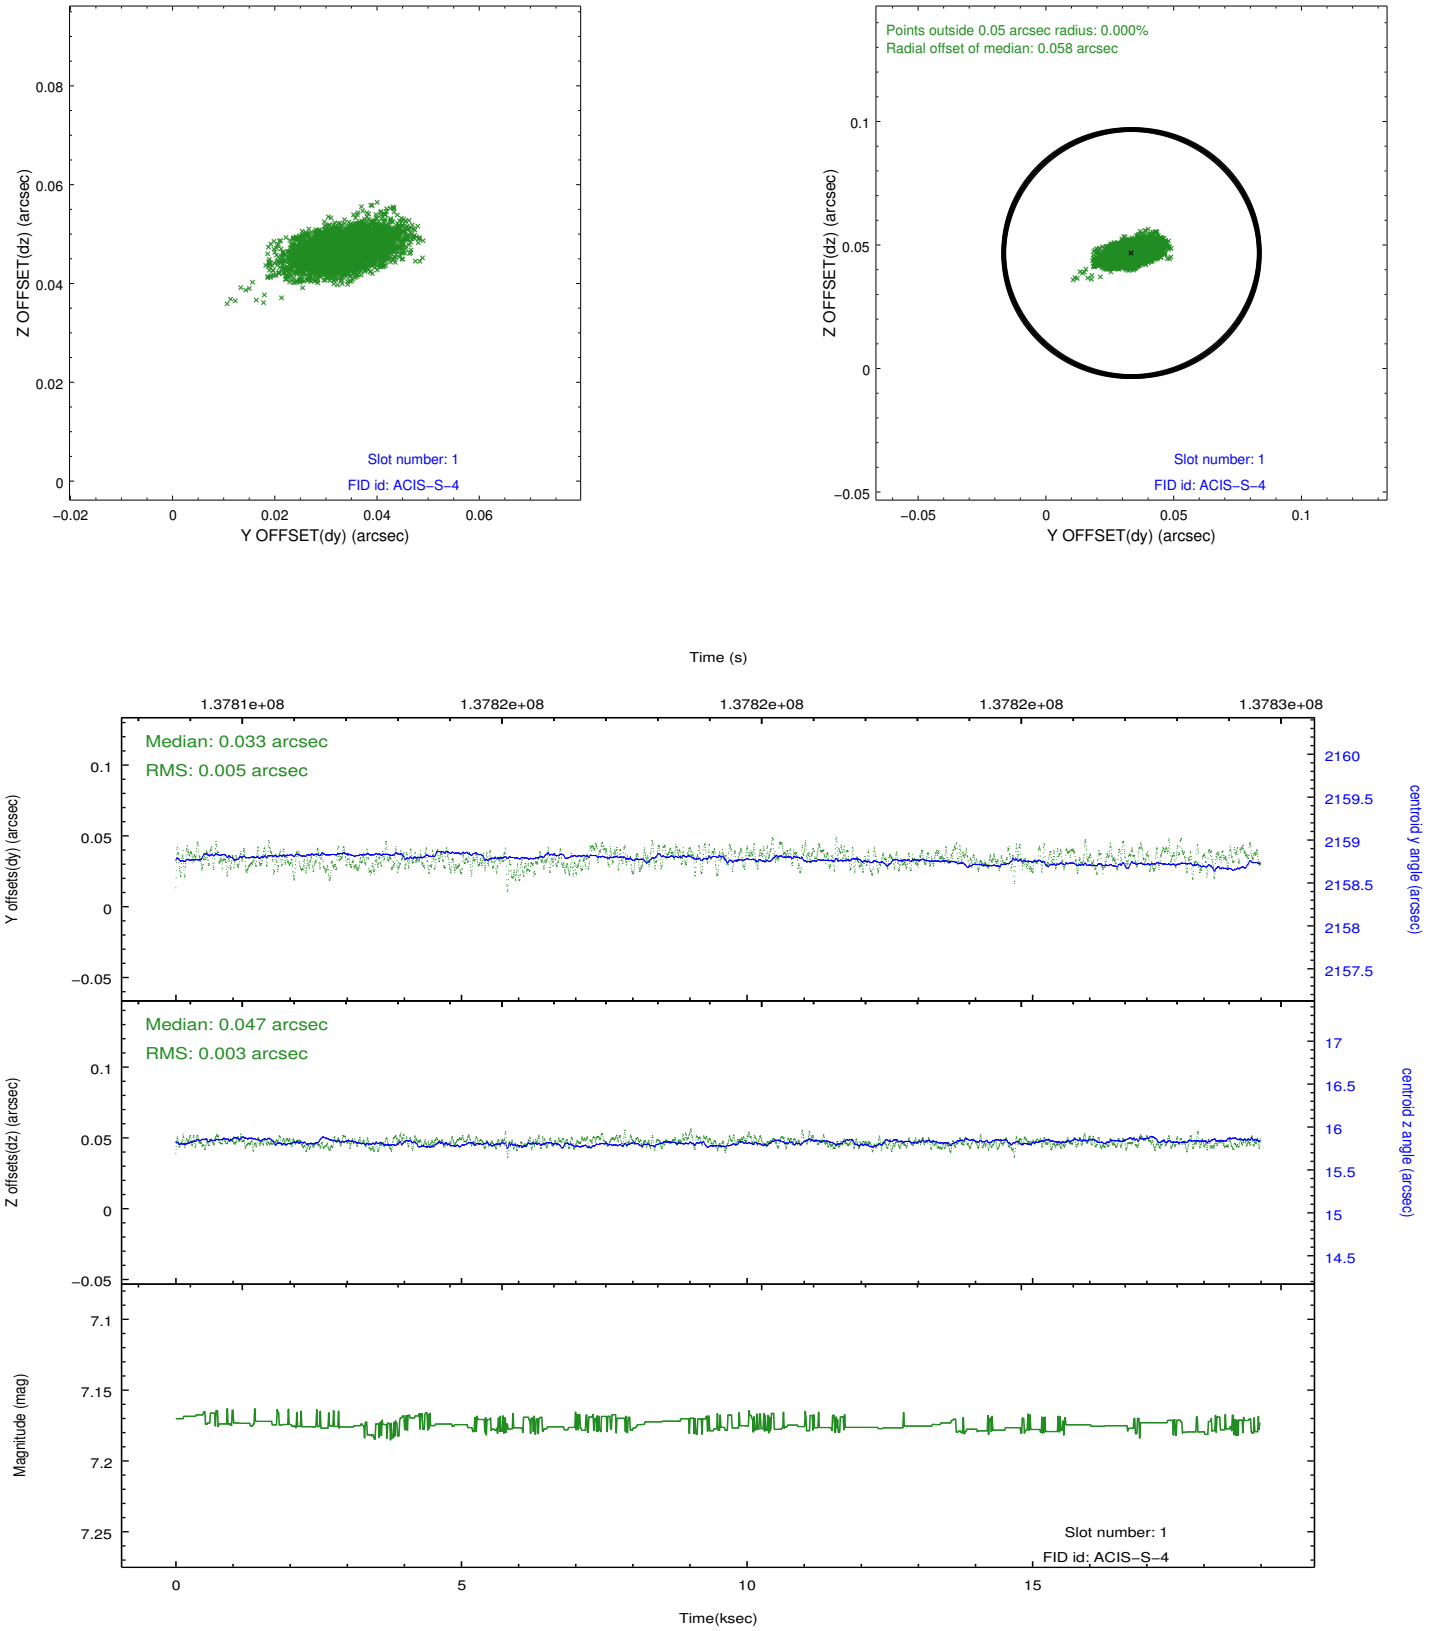 0.08
0.06
0.04
0.02
0
Z OFFSET(dz) (arcsec)
Slot number: 1
FID id: ACIS−S−4
−0.02 0 0.02 0.04 0.06
Y OFFSET(dy) (arcsec)
Points outside 0.05 arcsec radius: 0.000%
Radial offset of median: 0.058 arcsec
0.1
0.05
0
−0.05
Z OFFSET(dz) (arcsec)
Slot number: 1
FID id: ACIS−S−4
−0.05 0 0.05 0.1
Y OFFSET(dy) (arcsec)
Time (s)
1.3781e+08 1.3782e+08 1.3782e+08 1.3782e+08 1.3783e+08
Median: 0.033 arcsec
RMS: 0.005 arcsec
0.1
0.05
0
−0.05
Y offsets(dy) (arcsec)
2160
2159.5
2159
2158.5
2158
2157.5
centroid y angle (arcsec)
Median: 0.047 arcsec
RMS: 0.003 arcsec
0.1
0.05
0
−0.05
Z offsets(dz) (arcsec)
17
16.5
16
15.5
15
14.5
centroid z angle (arcsec)
7.1
7.15
7.2
7.25
Magnitude (mag)
Slot number: 1
FID id: ACIS−S−4
0 5 10 15
Time(ksec)